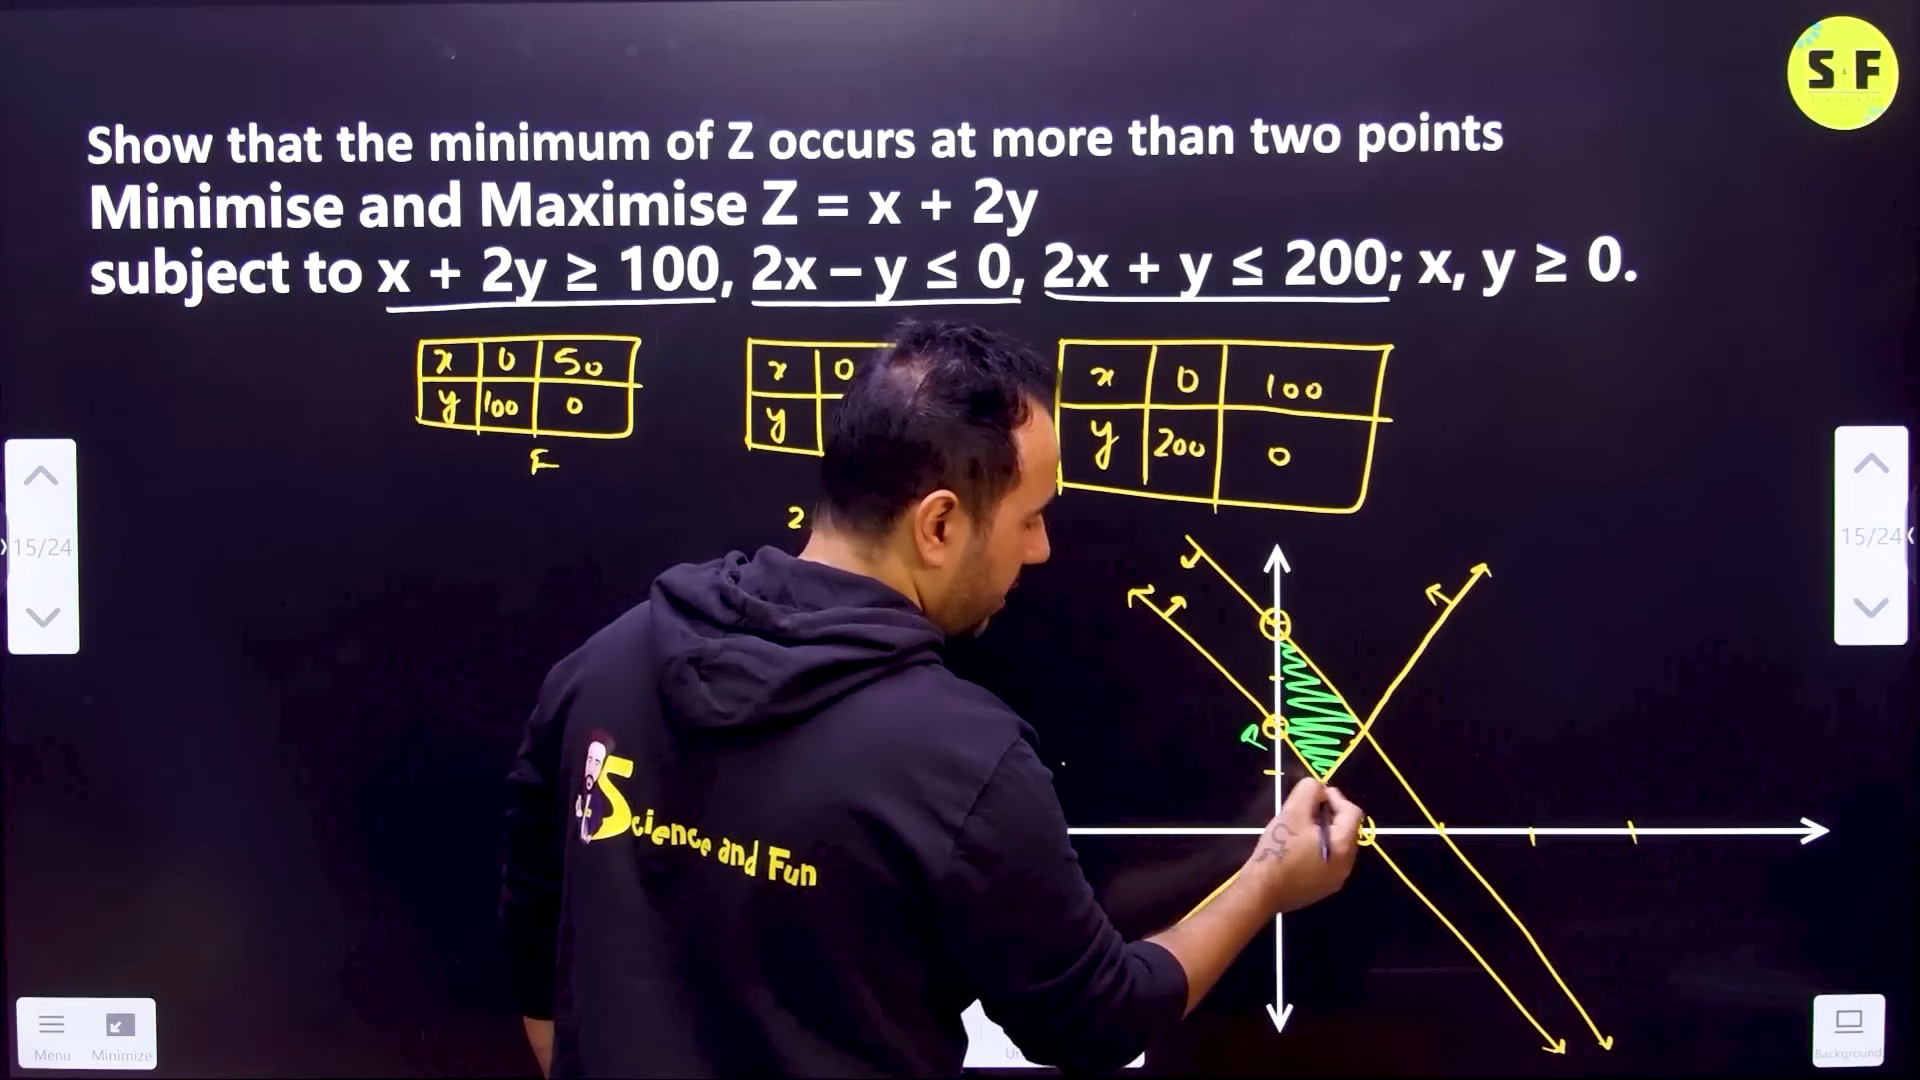 S&F
Show that the minimum of Z occurs at more than two points
Minimise and Maximise Z = x + 2y
subject to x + 2y ≥ 100, 2x – y ≤ 0, 2x + y ≤ 200; x, y ≥ 0.
x 0 50
y 100 0
x 0
y
x 0 100
y 200 0
F
2
15/24
15/24
A
Science and Fun
Menu Minimize
Background